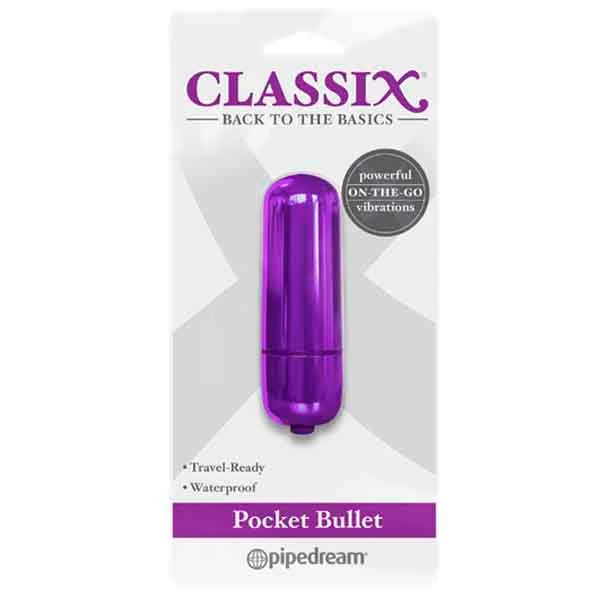 CLASSIX®
BACK TO THE BASICS
powerful
ON-THE-GO
vibrations
• Travel-Ready
• Waterproof
Pocket Bullet
pipedream®